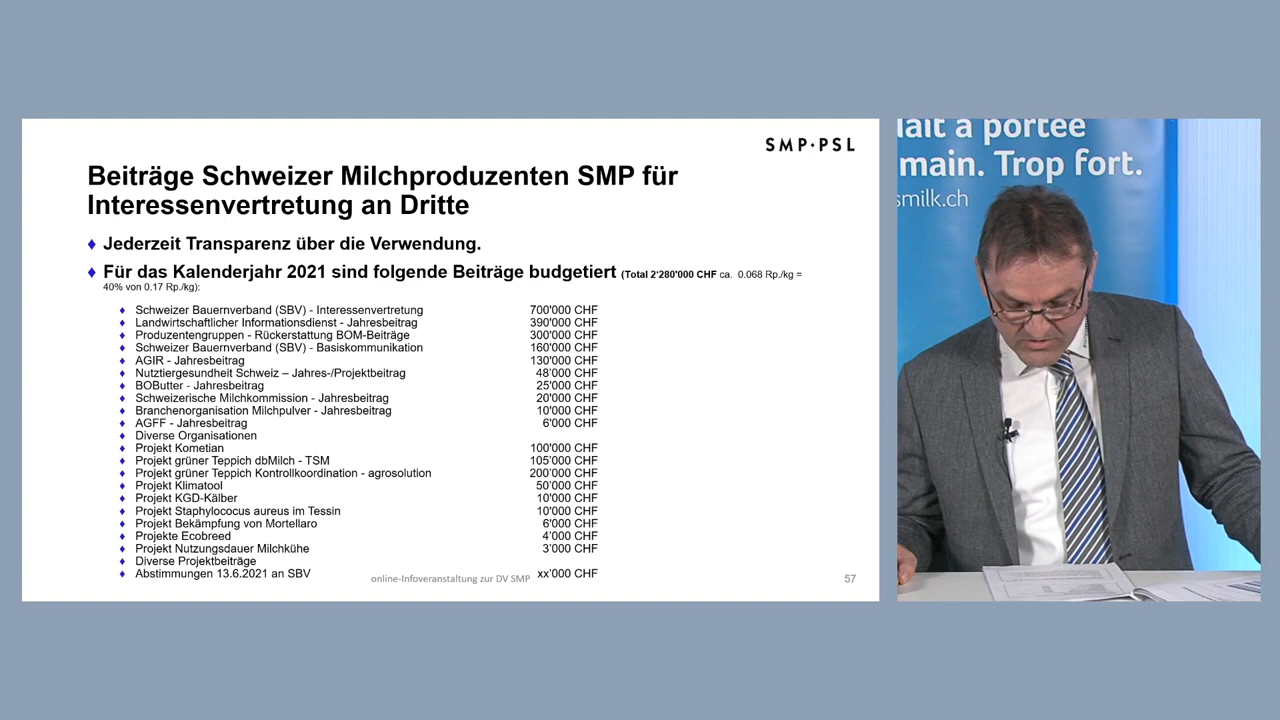 SMP·PSL
Beiträge Schweizer Milchproduzenten SMP für
Interessenvertretung an Dritte
Jederzeit Transparenz über die Verwendung.
Für das Kalenderjahr 2021 sind folgende Beiträge budgetiert (Total 2'280'000 CHF ca. 0.068 Rp./kg =
40% von 0.17 Rp./kg):
Schweizer Bauernverband (SBV) - Interessenvertretung 700'000 CHF
Landwirtschaftlicher Informationsdienst - Jahresbeitrag 390'000 CHF
Produzentengruppen - Rückerstattung BOM-Beiträge 300'000 CHF
Schweizer Bauernverband (SBV) - Basiskommunikation 160'000 CHF
AGIR - Jahresbeitrag 130'000 CHF
Nutztiergesundheit Schweiz – Jahres-/Projektbeitrag 48’000 CHF
BOButter - Jahresbeitrag 25'000 CHF
Schweizerische Milchkommission - Jahresbeitrag 20'000 CHF
Branchenorganisation Milchpulver - Jahresbeitrag 10'000 CHF
AGFF - Jahresbeitrag 6'000 CHF
Diverse Organisationen
Projekt Kometian 100'000 CHF
Projekt grüner Teppich dbMilch - TSM 105’000 CHF
Projekt grüner Teppich Kontrollkoordination - agrosolution 200’000 CHF
Projekt Klimatool 50’000 CHF
Projekt KGD-Kälber 10'000 CHF
Projekt Staphylococus aureus im Tessin 10'000 CHF
Projekt Bekämpfung von Mortellaro 6'000 CHF
Projekte Ecobreed 4’000 CHF
Projekt Nutzungsdauer Milchkühe 3’000 CHF
Diverse Projektbeiträge
Abstimmungen 13.6.2021 an SBV xx’000 CHF
online-Infoveranstaltung zur DV SMP 57
lait à portée
main. Trop fort.
smilk.ch